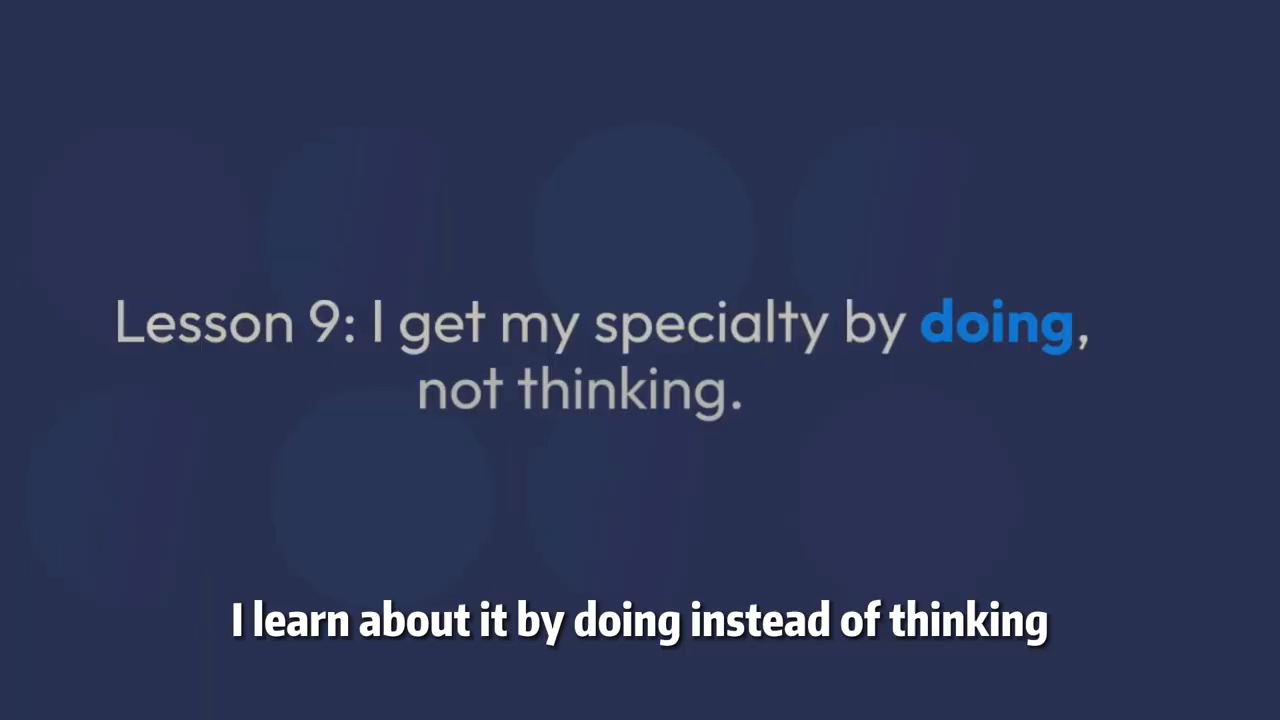 Lesson 9: I get my specialty by doing,
not thinking.
I learn about it by doing instead of thinking